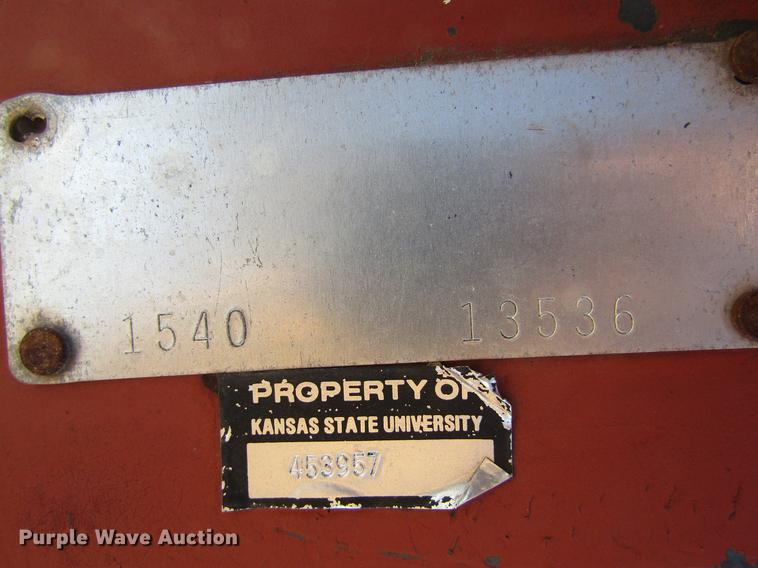 1540 13536
PROPERTY OF
KANSAS STATE UNIVERSITY
453957
Purple Wave Auction